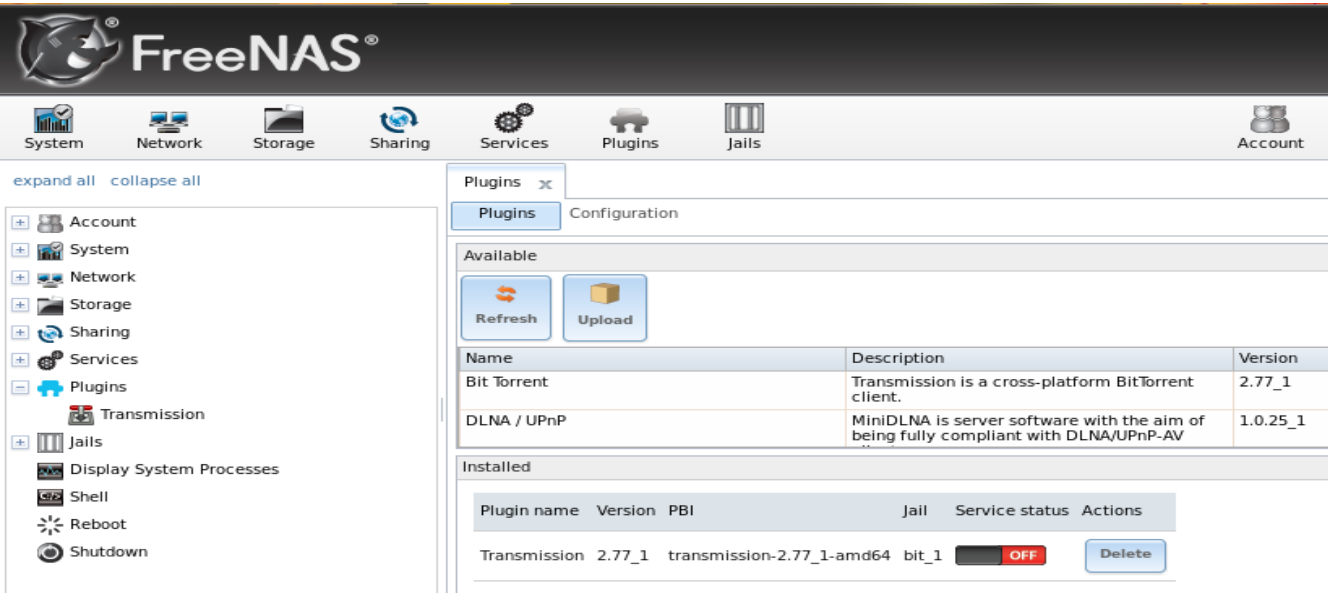 FreeNAS®
System Network Storage Sharing Services Plugins Jails Account
expand all collapse all
Account
System
Network
Storage
Sharing
Services
Plugins
Transmission
Jails
Display System Processes
Shell
Reboot
Shutdown
Plugins x
Plugins Configuration
Available
Refresh Upload
Name Description Version
Bit Torrent Transmission is a cross-platform BitTorrent 2.77_1
client.
DLNA / UPnP MiniDLNA is server software with the aim of 1.0.25_1
being fully compliant with DLNA/UPnP-AV
Installed
Plugin name Version PBI Jail Service status Actions
Transmission 2.77_1 transmission-2.77_1-amd64 bit_1 OFF Delete